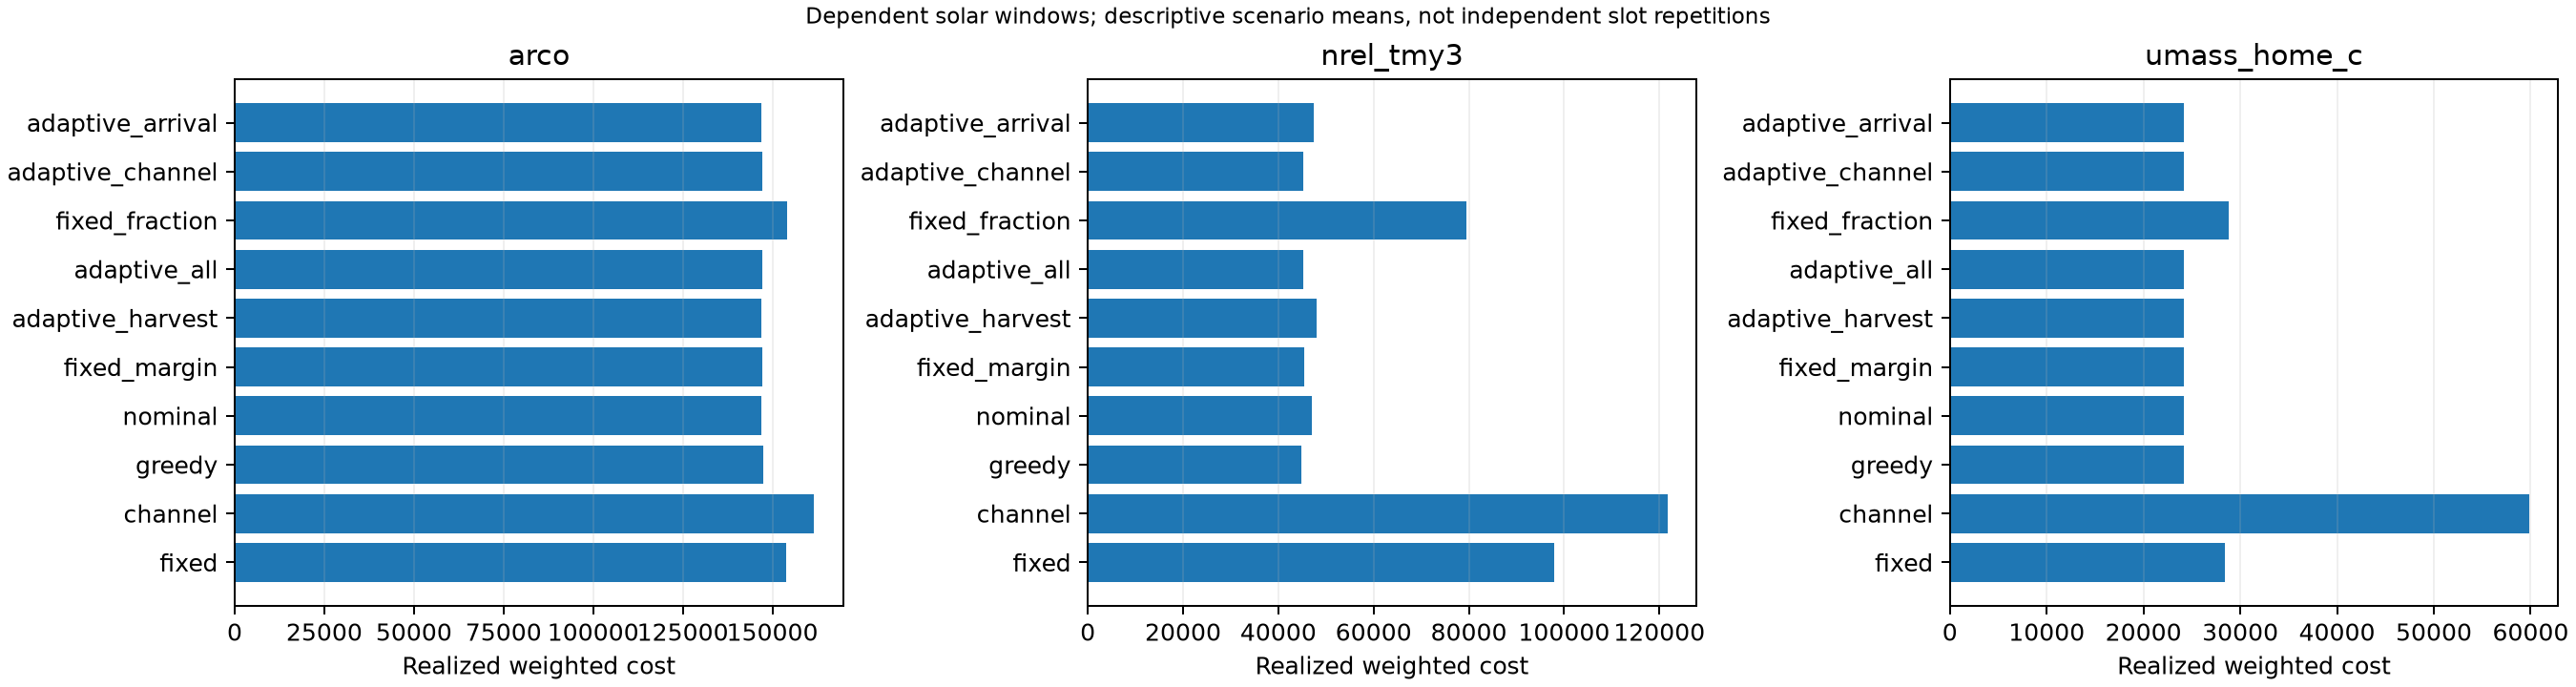 Dependent solar windows; descriptive scenario means, not independent slot repetitions
arco
adaptive_arrival
adaptive_channel
fixed_fraction
adaptive_all
adaptive_harvest
fixed_margin
nominal
greedy
channel
fixed
0 25000 50000 75000 100000 125000 150000
Realized weighted cost
nrel_tmy3
adaptive_arrival
adaptive_channel
fixed_fraction
adaptive_all
adaptive_harvest
fixed_margin
nominal
greedy
channel
fixed
0 20000 40000 60000 80000 100000 120000
Realized weighted cost
umass_home_c
adaptive_arrival
adaptive_channel
fixed_fraction
adaptive_all
adaptive_harvest
fixed_margin
nominal
greedy
channel
fixed
0 10000 20000 30000 40000 50000 60000
Realized weighted cost